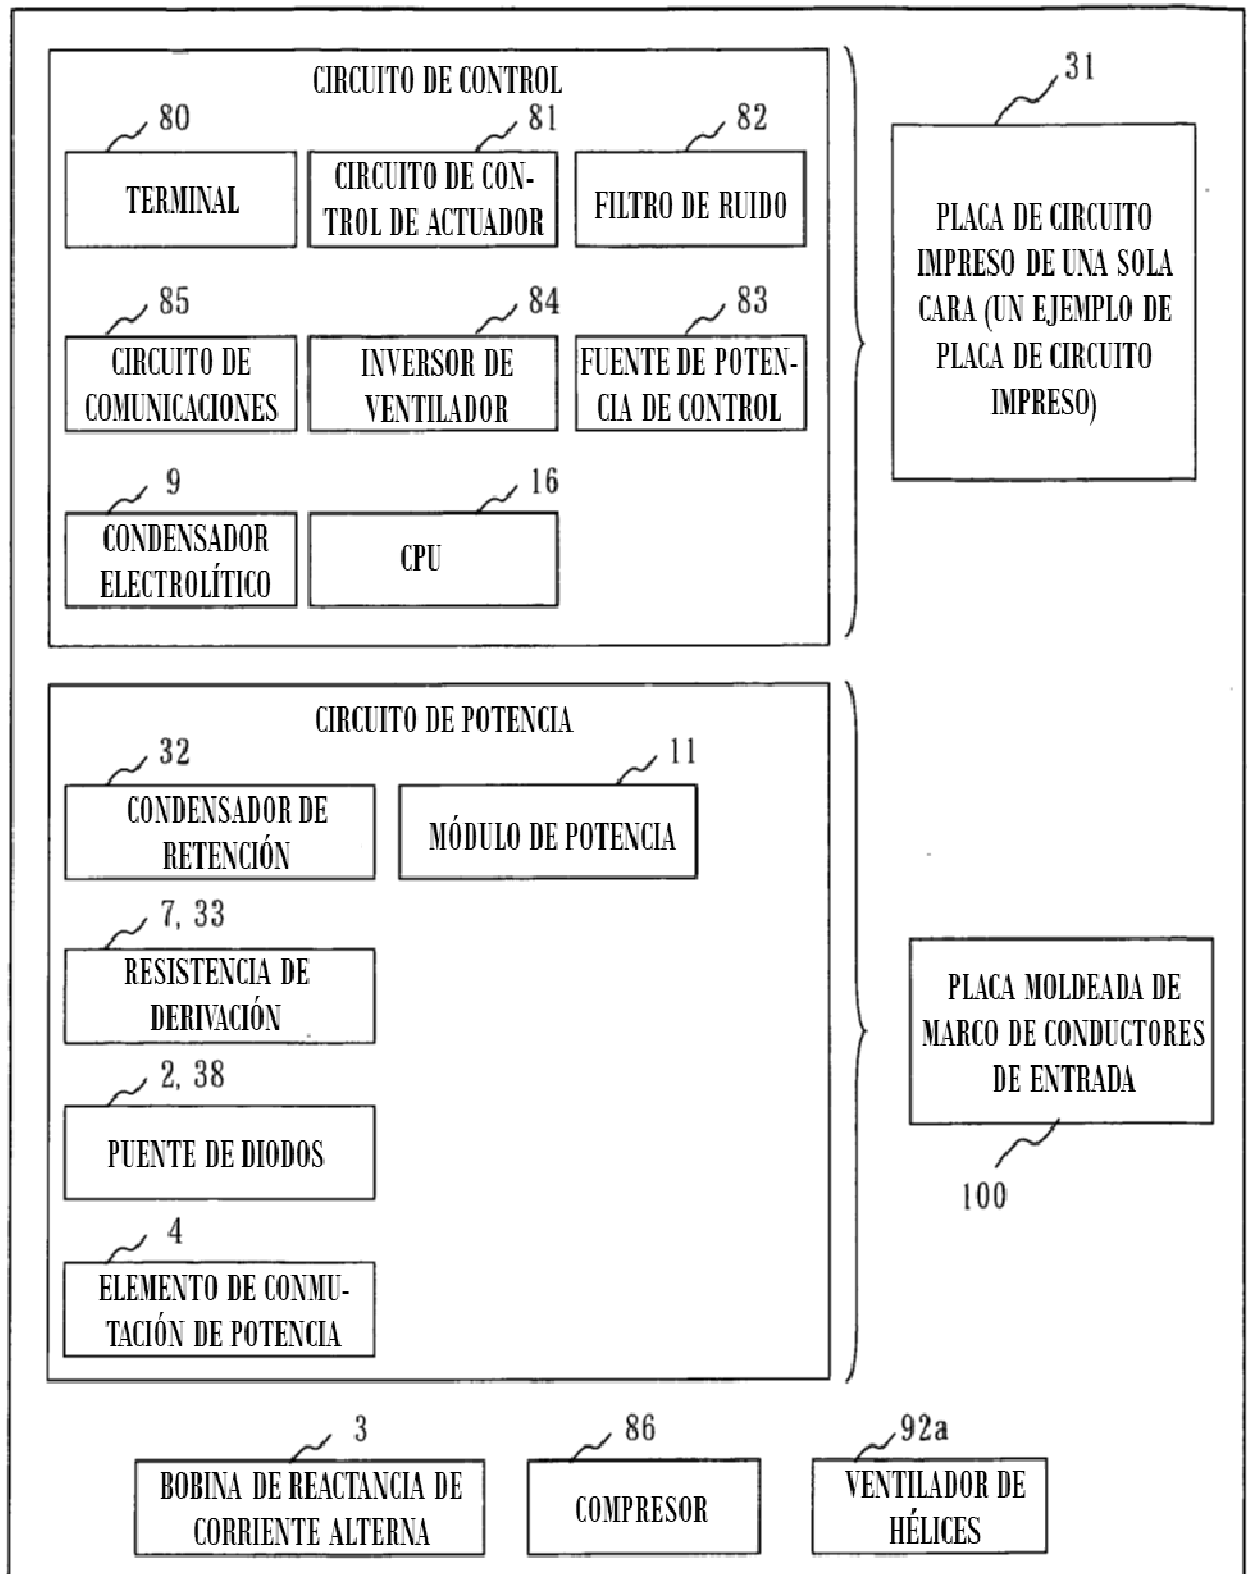 CIRCUITO DE CONTROL
80
81
82
TERMINAL
CIRCUITO DE CON-
TROL DE ACTUADOR
FILTRO DE RUIDO
85
84
83
CIRCUITO DE
COMUNICACIONES
INVERSOR DE
VENTILADOR
FUENTE DE POTEN-
CIA DE CONTROL
9
16
CONDENSADOR
ELECTROLÍTICO
CPU
31
PLACA DE CIRCUITO
IMPRESO DE UNA SOLA
CARA (UN EJEMPLO DE
PLACA DE CIRCUITO
IMPRESO)
CIRCUITO DE POTENCIA
32
11
CONDENSADOR DE
RETENCIÓN
MÓDULO DE POTENCIA
7, 33
RESISTENCIA DE
DERIVACIÓN
2, 38
PUENTE DE DIODOS
4
ELEMENTO DE CONMU-
TACIÓN DE POTENCIA
PLACA MOLDEADA DE
MARCO DE CONDUCTORES
DE ENTRADA
100
3
86
92a
BOBINA DE REACTANCIA DE
CORRIENTE ALTERNA
COMPRESOR
VENTILADOR DE
HÉLICES